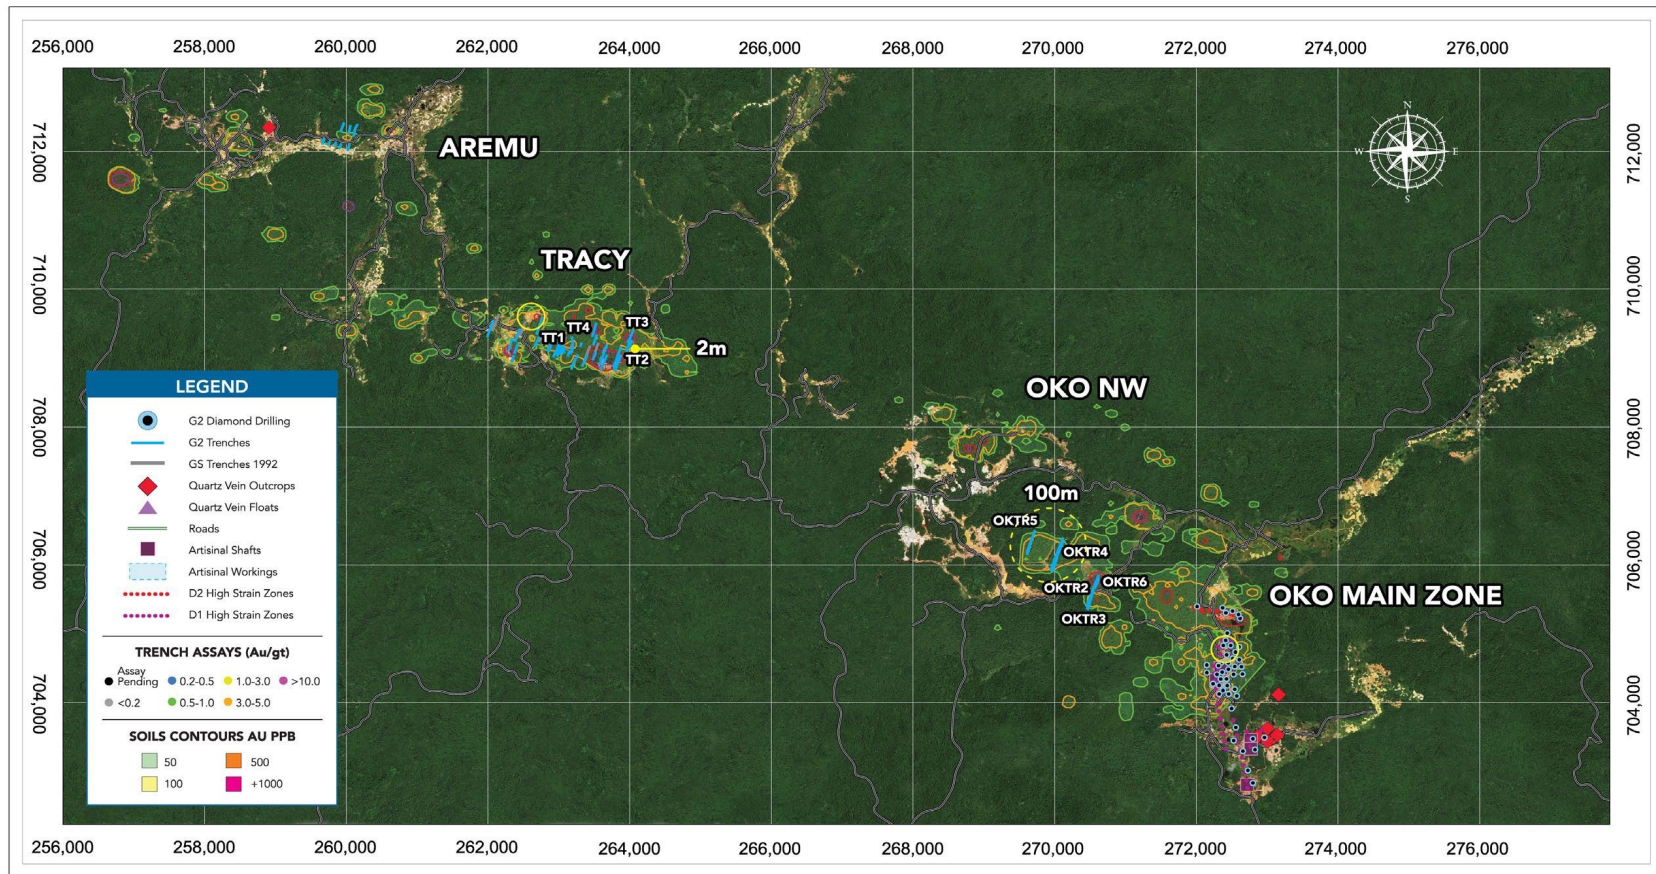 256,000 258,000 260,000 262,000 264,000 266,000 268,000 270,000 272,000 274,000 276,000
N
W E
S
712,000 712,000
AREMU
710,000 710,000
TRACY
TT4 TT3
TT1
2m
TT2
OKO NW
708,000 708,000
100m
OKTR5
OKTR4
706,000 706,000
OKTR2 OKTR6
OKTR3
OKO MAIN ZONE
704,000 704,000
LEGEND
G2 Diamond Drilling
G2 Trenches
GS Trenches 1992
Quartz Vein Outcrops
Quartz Vein Floats
Roads
Artisinal Shafts
Artisinal Workings
D2 High Strain Zones
D1 High Strain Zones
TRENCH ASSAYS (Au/gt)
Assay
Pending 0.2-0.5 1.0-3.0 >10.0
<0.2 0.5-1.0 3.0-5.0
SOILS CONTOURS AU PPB
50 500
100 +1000
256,000 258,000 260,000 262,000 264,000 266,000 268,000 270,000 272,000 274,000 276,000